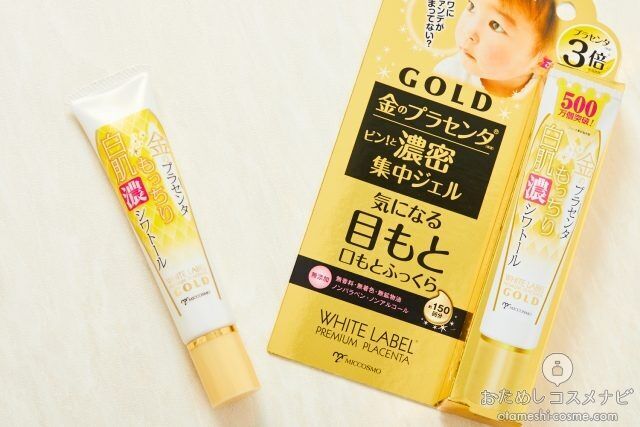 ワに
ァンデが
まってない?
GOLD
金のプラセンタ®
ピン!と濃密
集中ジェル
気になる
目もと
口もとふっくら
無添加
無香料・無着色・無鉱物油
ノンパラベン・ノンアルコール
約150回分
WHITE LABEL®
PREMIUM PLACENTA
MICCOSMO
プラセンタ
3倍
500
万個突破!
金のプラセンタ
もっちり
白肌
濃
シワトール
WHITE LABEL
GOLD
MICCOSMO
金のプラセンタ
もっちり
白肌
濃
シワトール
WHITE LABEL
GOLD
MICCOSMO
おためしコスメナビ
otameshi-cosme.com